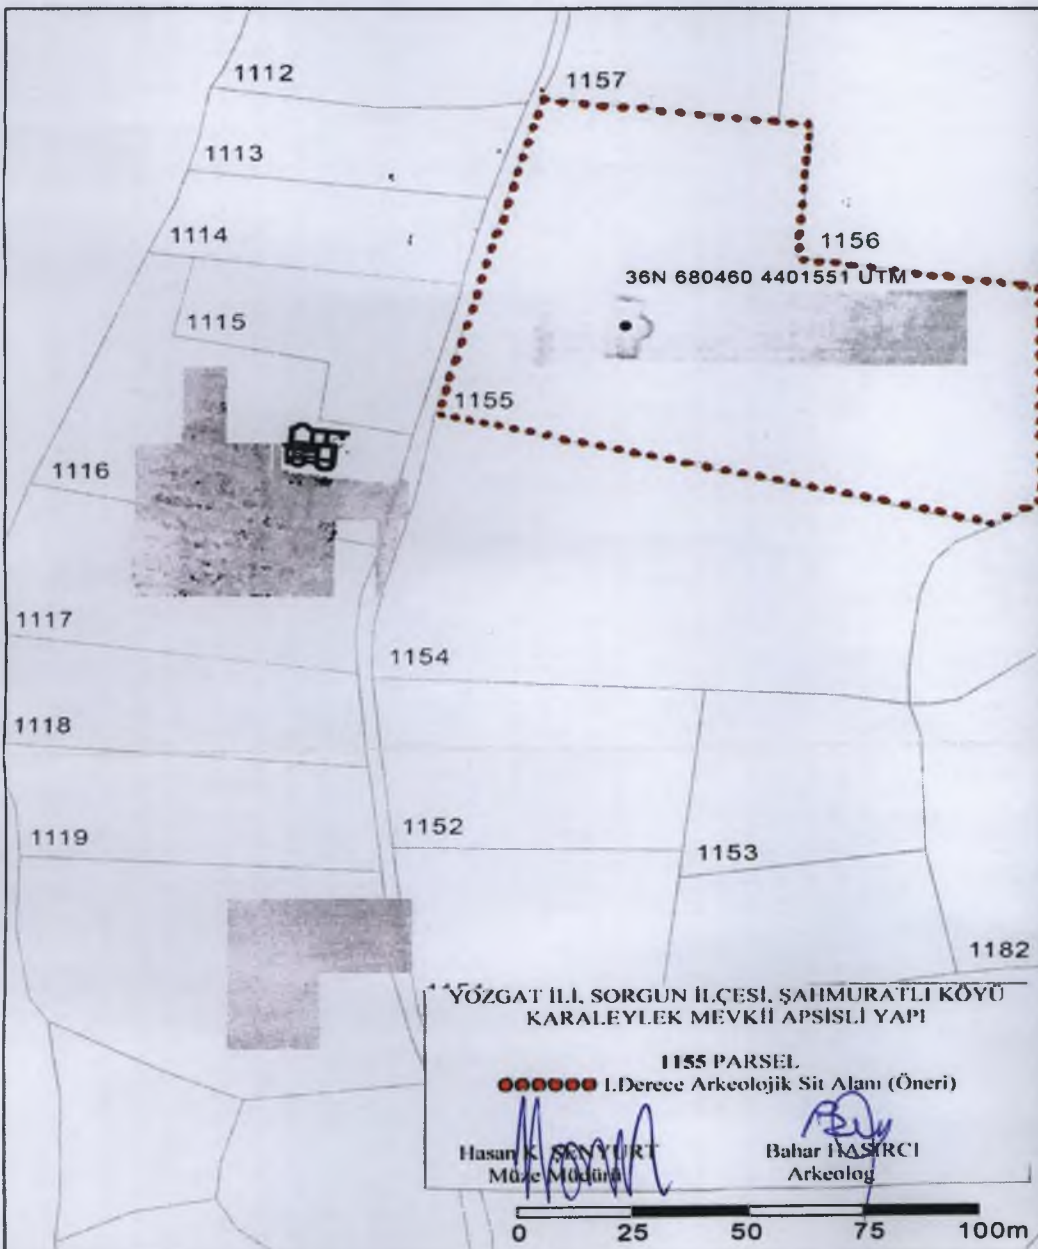 1112
1157
1113
1114
1156
36N 680460 4401551 UTM
1115
1155
1116
1117
1154
1118
1119
1152
1153
1182
YOZGAT İLİ, SORGUN İLÇESİ, ŞAHMURATLI KÖYÜ
KARALEYLEK MEVKİİ APSİSLİ YAPI
1155 PARSEL
I.Derece Arkeolojik Sit Alanı (Öneri)
Hasan K. ŞENYURT
Müze Müdürü
Bahar HASIRCI
Arkeolog
0 25 50 75 100m